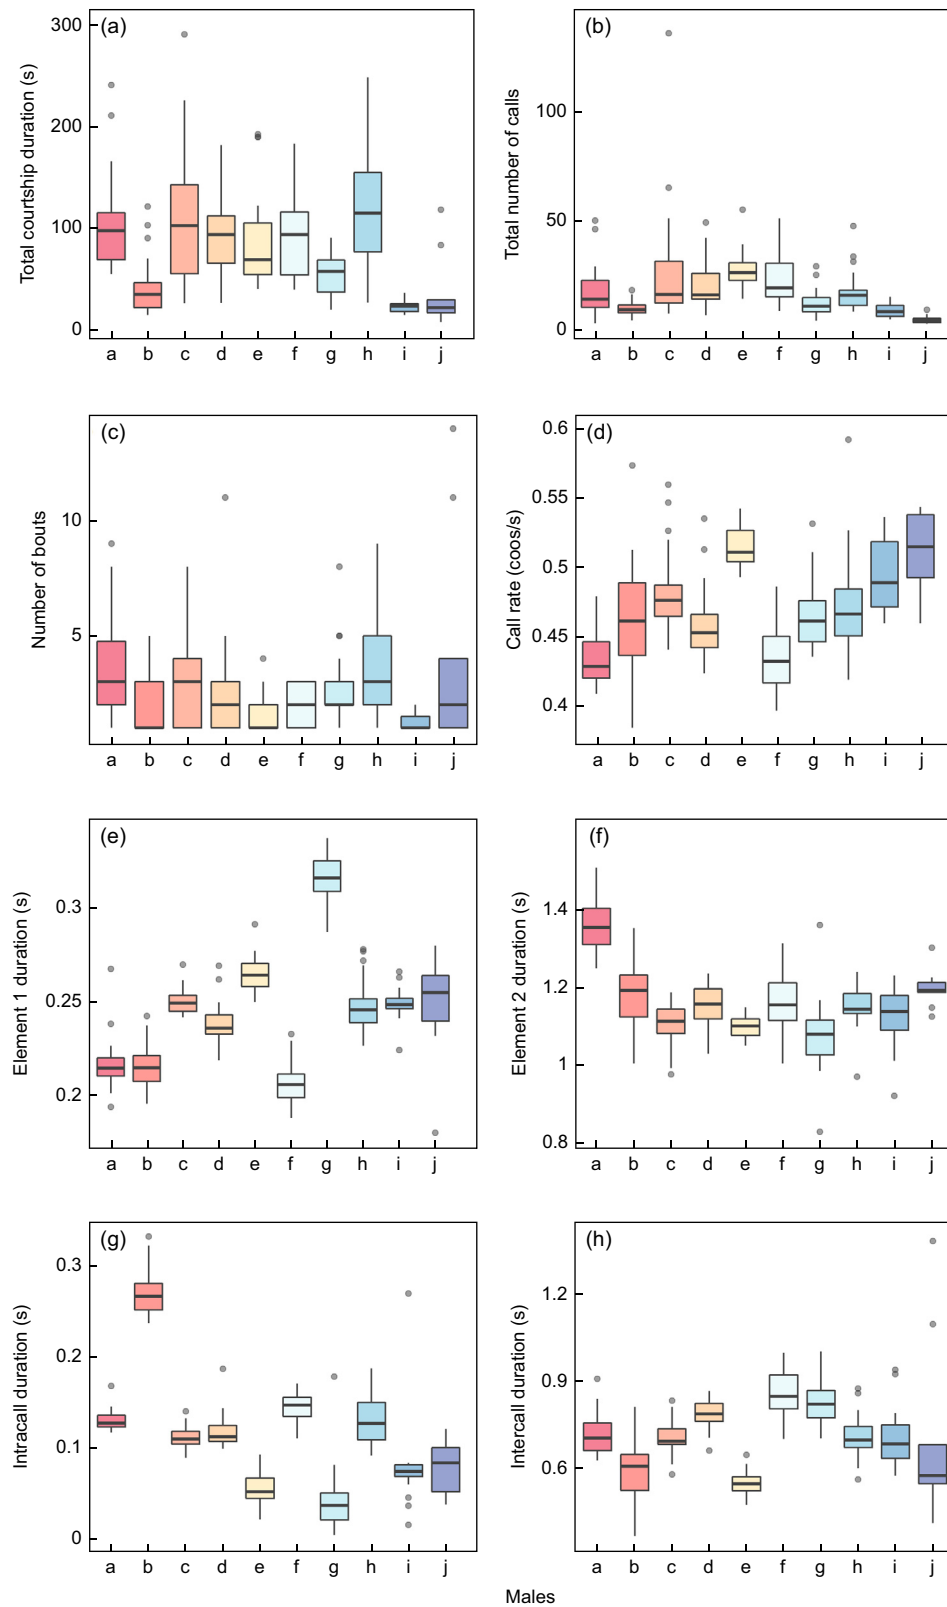 (a)
Total courtship duration (s)
300
200
100
0
a b c d e f g h i j
(b)
Total number of calls
100
50
0
a b c d e f g h i j
(c)
Number of bouts
10
5
a b c d e f g h i j
(d)
Call rate (coos/s)
0.6
0.55
0.5
0.45
0.4
a b c d e f g h i j
(e)
Element 1 duration (s)
0.3
0.25
0.2
a b c d e f g h i j
(f)
Element 2 duration (s)
1.4
1.2
1
0.8
a b c d e f g h i j
(g)
Intracall duration (s)
0.3
0.2
0.1
0
a b c d e f g h i j
(h)
Intercall duration (s)
1.2
0.9
0.6
a b c d e f g h i j
Males